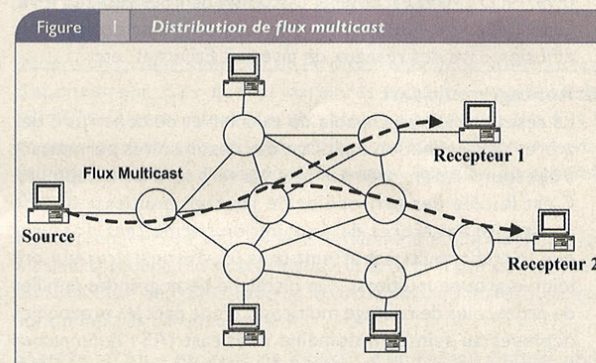 Figure 1 Distribution de flux multicast
Recepteur 1
Flux Multicast
Source
Recepteur 2